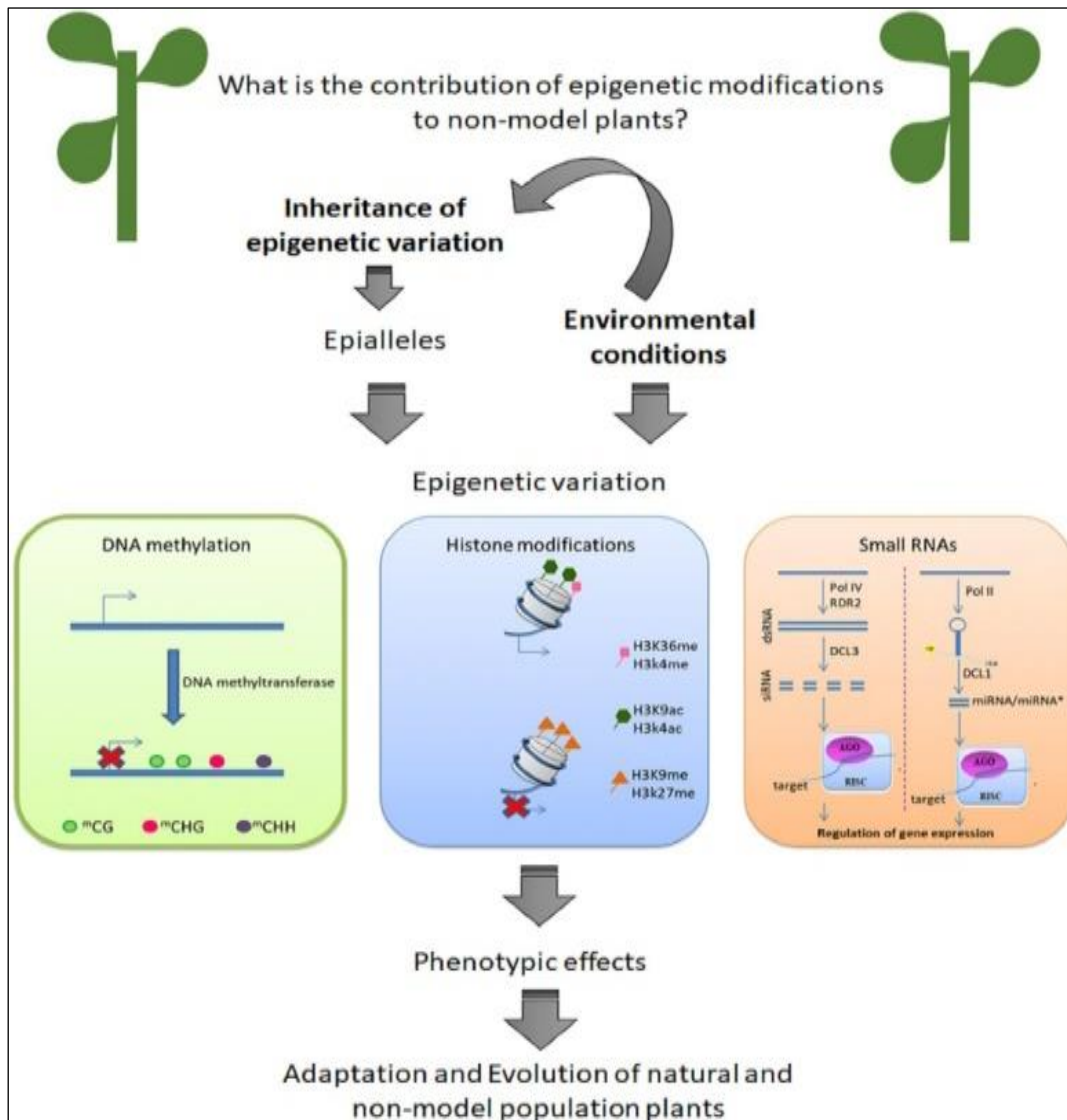 What is the contribution of epigenetic modifications
to non-model plants?
Inheritance of
epigenetic variation
Epialleles
Environmental
conditions
Epigenetic variation
DNA methylation
DNA methyltransferase
mCG
mCHG
mCHH
Histone modifications
H3K36me
H3k4me
H3K9ac
H3k4ac
H3K9me
H3k27me
Small RNAs
Pol IV
RDR2
dsRNA
DCL3
siRNA
AGO
RISC
target
Pol II
DCL1
miRNA/miRNA*
AGO
RISC
target
Regulation of gene expression
Phenotypic effects
Adaptation and Evolution of natural and
non-model population plants